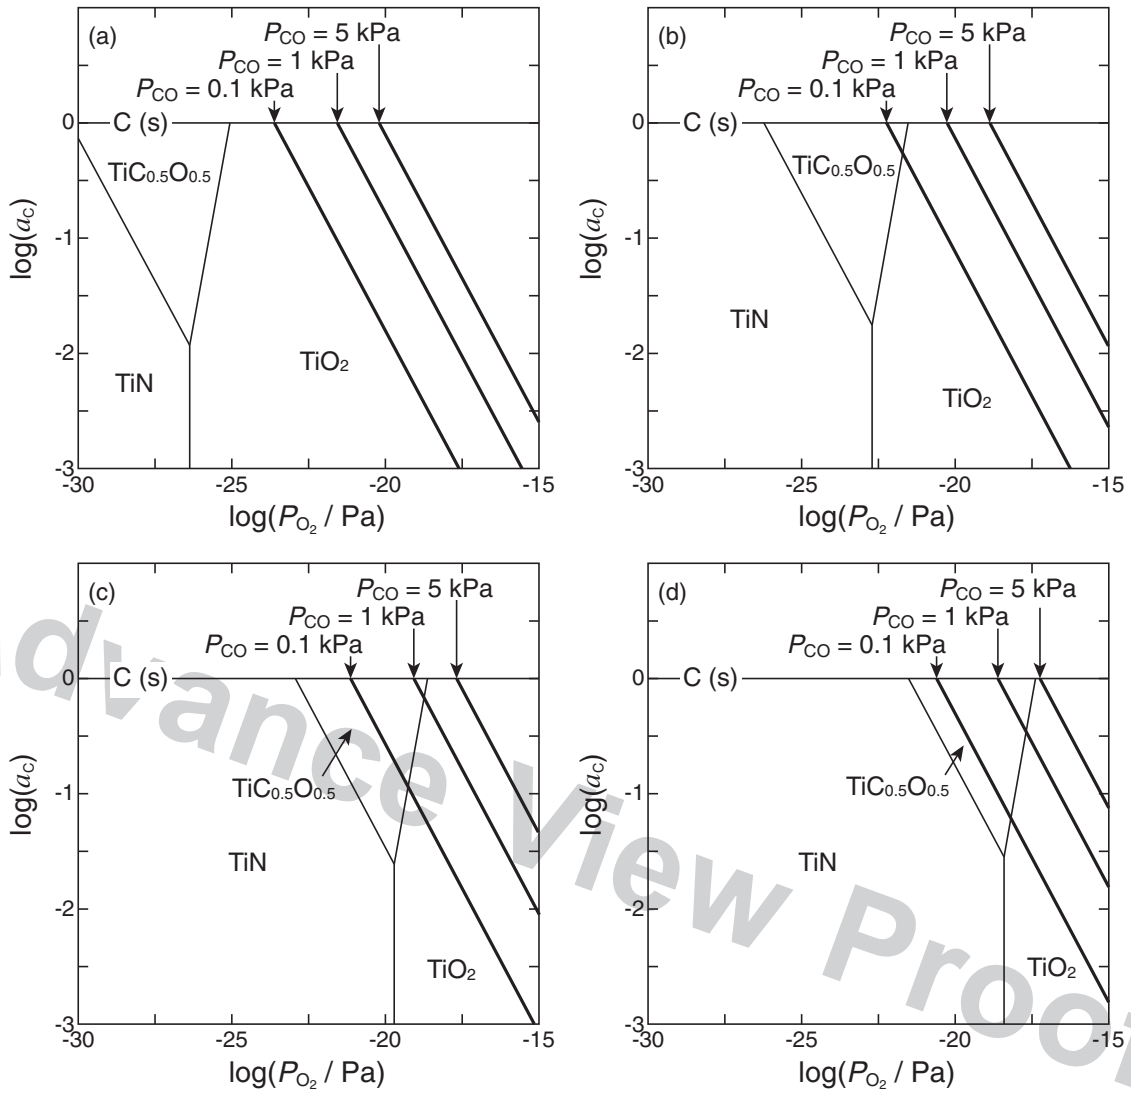 (a)
P_CO = 5 kPa
P_CO = 1 kPa
P_CO = 0.1 kPa
0
C (s)
TiC0.5O0.5
-1
log(a_C)
-2
TiO2
TiN
-3
-30 -25 -20 -15
log(P_O2 / Pa)
(b)
P_CO = 5 kPa
P_CO = 1 kPa
P_CO = 0.1 kPa
0
C (s)
TiC0.5O0.5
-1
log(a_C)
TiN
-2
TiO2
-3
-30 -25 -20 -15
log(P_O2 / Pa)
(c)
P_CO = 5 kPa
P_CO = 1 kPa
P_CO = 0.1 kPa
0
C (s)
TiC0.5O0.5
-1
log(a_C)
TiN
-2
TiO2
-3
-30 -25 -20 -15
log(P_O2 / Pa)
(d)
P_CO = 5 kPa
P_CO = 1 kPa
P_CO = 0.1 kPa
0
C (s)
TiC0.5O0.5
-1
log(a_C)
TiN
-2
TiO2
-3
-30 -25 -20 -15
log(P_O2 / Pa)
Advance View Proof